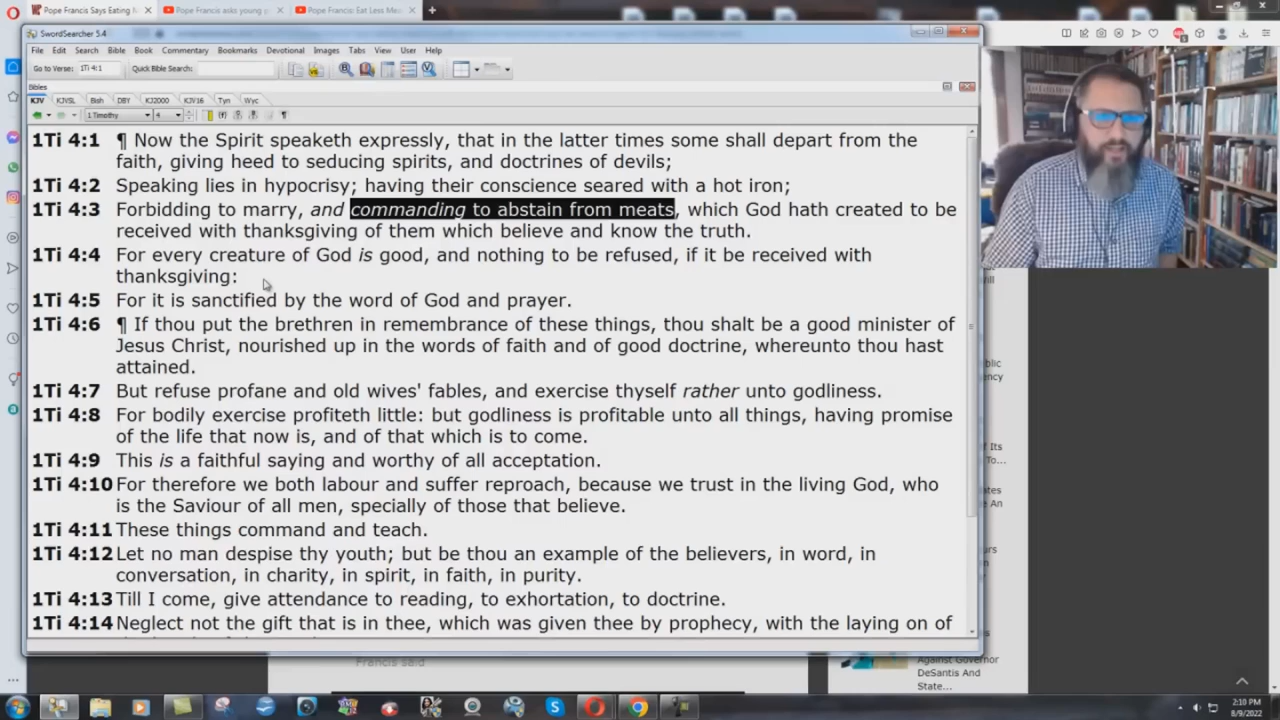 Pope Francis Says Eating M
Pope Francis asks young p
Pope Francis: Eat Less Mea
SwordSearcher 5.4
File Edit Search Bible Book Commentary Bookmarks Devotional Images Tabs View User Help
Go to Verse: 1Ti 4:1 Quick Bible Search:
Bibles
KJV KJVSL Bish DBY KJ2000 KJV16 Tyn Wyc
1 Timothy 4
1Ti 4:1 ¶ Now the Spirit speaketh expressly, that in the latter times some shall depart from the
faith, giving heed to seducing spirits, and doctrines of devils;
1Ti 4:2 Speaking lies in hypocrisy; having their conscience seared with a hot iron;
1Ti 4:3 Forbidding to marry, and commanding to abstain from meats, which God hath created to be
received with thanksgiving of them which believe and know the truth.
1Ti 4:4 For every creature of God is good, and nothing to be refused, if it be received with
thanksgiving:
1Ti 4:5 For it is sanctified by the word of God and prayer.
1Ti 4:6 ¶ If thou put the brethren in remembrance of these things, thou shalt be a good minister of
Jesus Christ, nourished up in the words of faith and of good doctrine, whereunto thou hast
attained.
1Ti 4:7 But refuse profane and old wives' fables, and exercise thyself rather unto godliness.
1Ti 4:8 For bodily exercise profiteth little: but godliness is profitable unto all things, having promise
of the life that now is, and of that which is to come.
1Ti 4:9 This is a faithful saying and worthy of all acceptation.
1Ti 4:10 For therefore we both labour and suffer reproach, because we trust in the living God, who
is the Saviour of all men, specially of those that believe.
1Ti 4:11 These things command and teach.
1Ti 4:12 Let no man despise thy youth; but be thou an example of the believers, in word, in
conversation, in charity, in spirit, in faith, in purity.
1Ti 4:13 Till I come, give attendance to reading, to exhortation, to doctrine.
1Ti 4:14 Neglect not the gift that is in thee, which was given thee by prophecy, with the laying on of
Francis said
Against Governor
DeSantis And
State...
2:10 PM
8/9/2022